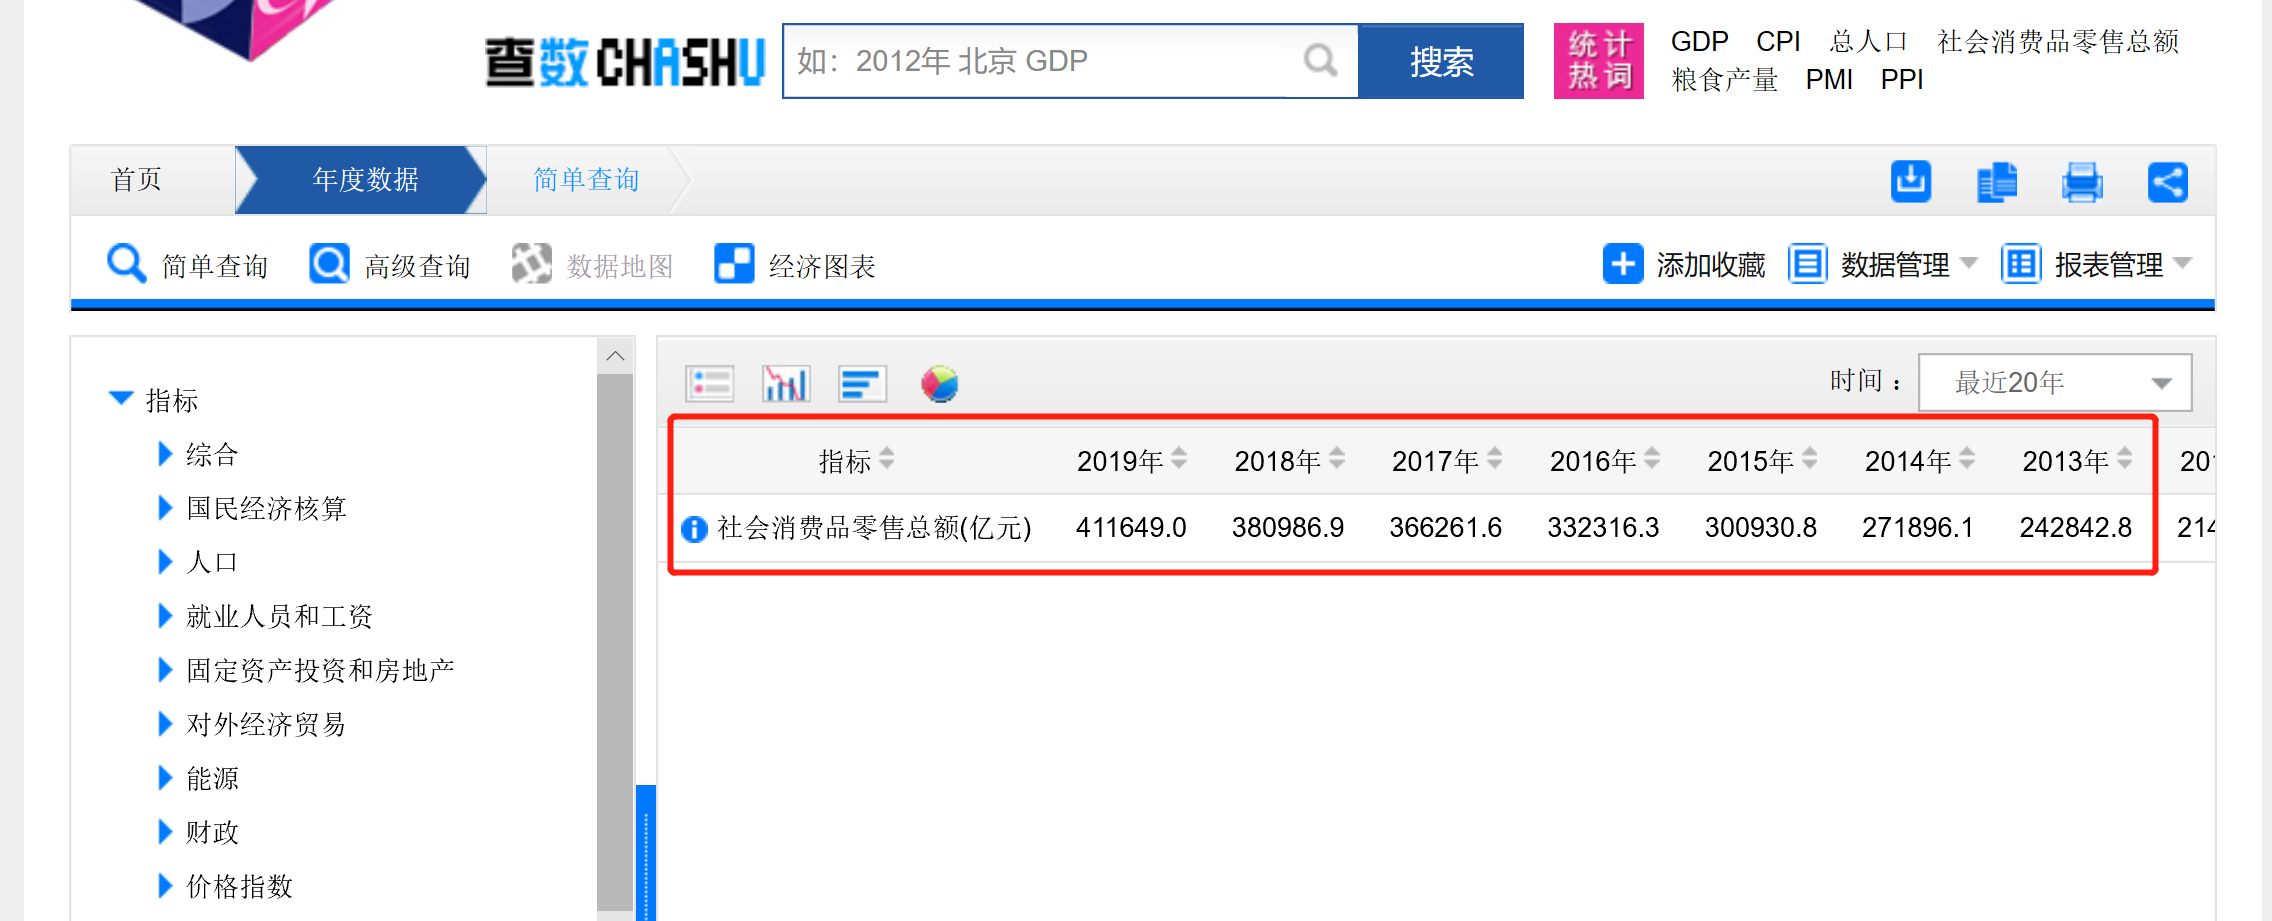 查数CHASHU
如：2012年 北京 GDP
搜索
统计
热词
GDP CPI 总人口 社会消费品零售总额
粮食产量 PMI PPI
首页 年度数据 简单查询
简单查询 高级查询 数据地图 经济图表 添加收藏 数据管理 报表管理
指标
综合
国民经济核算
人口
就业人员和工资
固定资产投资和房地产
对外经济贸易
能源
财政
价格指数
时间： 最近20年
指标 2019年 2018年 2017年 2016年 2015年 2014年 2013年 20
社会消费品零售总额(亿元) 411649.0 380986.9 366261.6 332316.3 300930.8 271896.1 242842.8 214